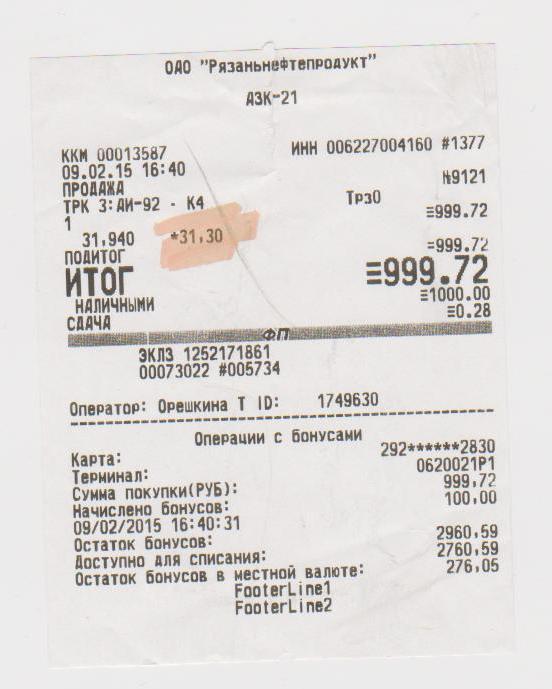 ОАО "Рязаньнефтепродукт"
АЗК-21
ККМ 00013587 ИНН 006227004160 #1377
09.02.15 16:40 №9121
ПРОДАЖА
ТРК 3:АИ-92 - К4 Трз0
1 ≡999.72
31,940 *31,30
ПОДИТОГ ≡999.72
ИТОГ ≡999.72
НАЛИЧНЫМИ ≡1000.00
СДАЧА ≡0.28
ФП
ЭКЛЗ 1252171861
00073022 #005734
Оператор: Орешкина Т ID: 1749630
Операции с бонусами
Карта: 292******2830
Терминал: 0620021Р1
Сумма покупки(РУБ): 999,72
Начислено бонусов: 100,00
09/02/2015 16:40:31
Остаток бонусов: 2960,59
Доступно для списания: 2760,59
Остаток бонусов в местной валюте: 276,05
FooterLine1
FooterLine2